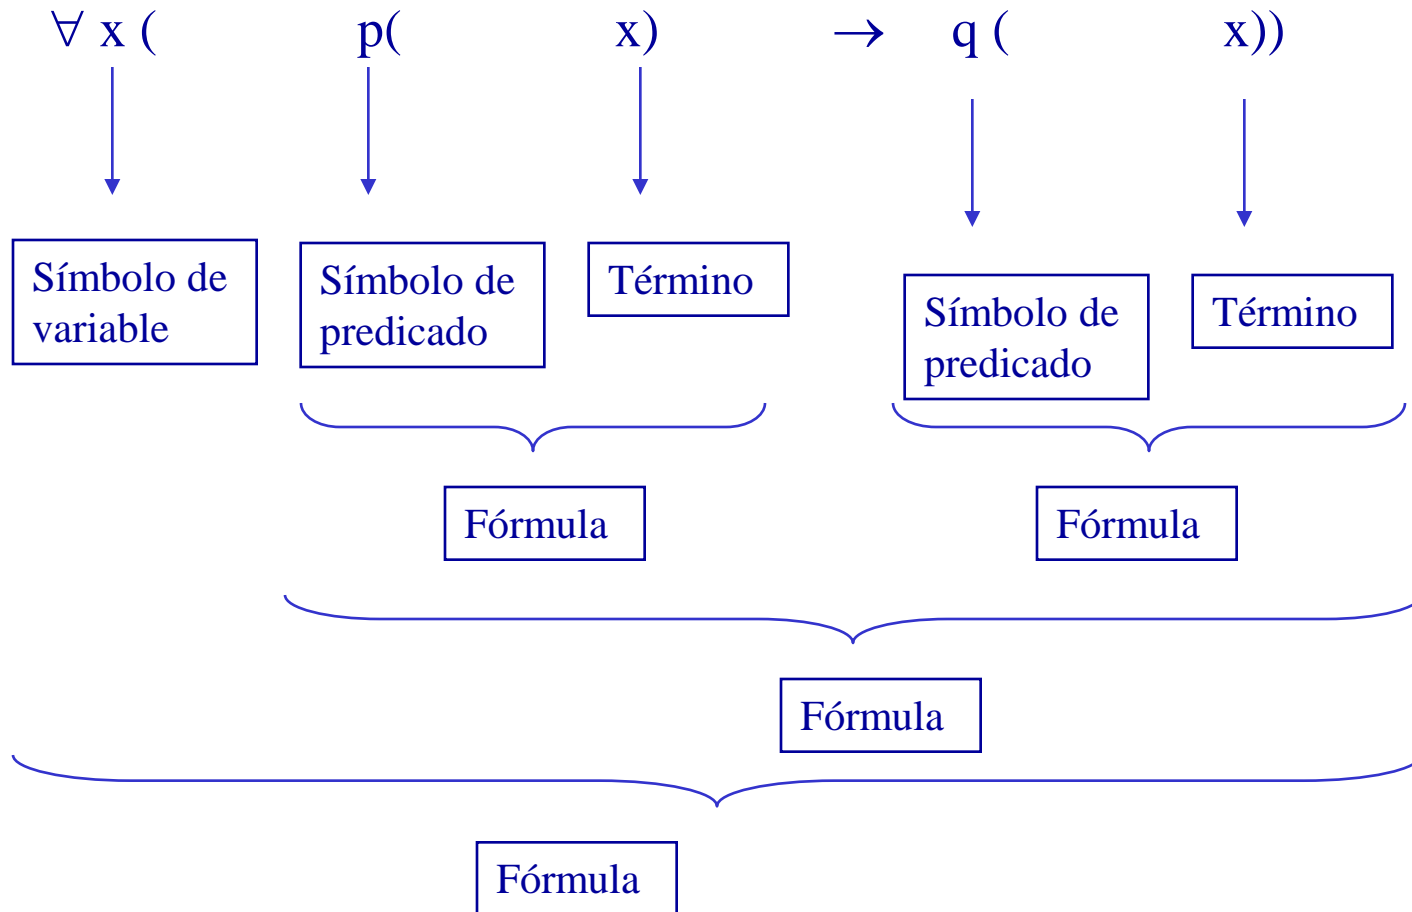 ∀ x ( p( x) → q ( x))
Símbolo de
variable
Símbolo de
predicado
Término
Símbolo de
predicado
Término
Fórmula
Fórmula
Fórmula
Fórmula